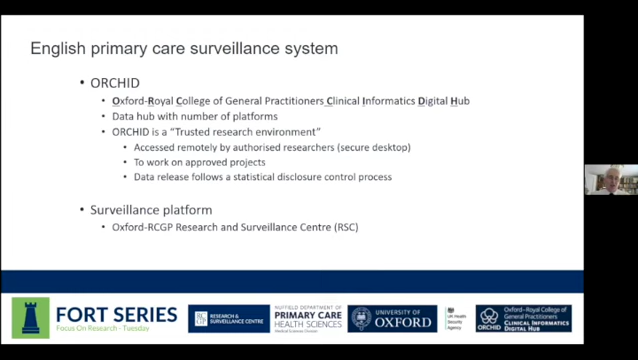 English primary care surveillance system
• ORCHID
• Oxford-Royal College of General Practitioners Clinical Informatics Digital Hub
• Data hub with number of platforms
• ORCHID is a “Trusted research environment”
• Accessed remotely by authorised researchers (secure desktop)
• To work on approved projects
• Data release follows a statistical disclosure control process
• Surveillance platform
• Oxford-RCGP Research and Surveillance Centre (RSC)
FORT SERIES
Focus On Research - Tuesday
RESEARCH &
SURVEILLANCE CENTRE
NUFFIELD DEPARTMENT OF
PRIMARY CARE
HEALTH SCIENCES
Medical Sciences Division
UNIVERSITY OF
OXFORD
UK Health
Security
Agency
ORCHID
Oxford-Royal College of
General Practitioners
CLINICAL INFORMATICS
DIGITAL HUB